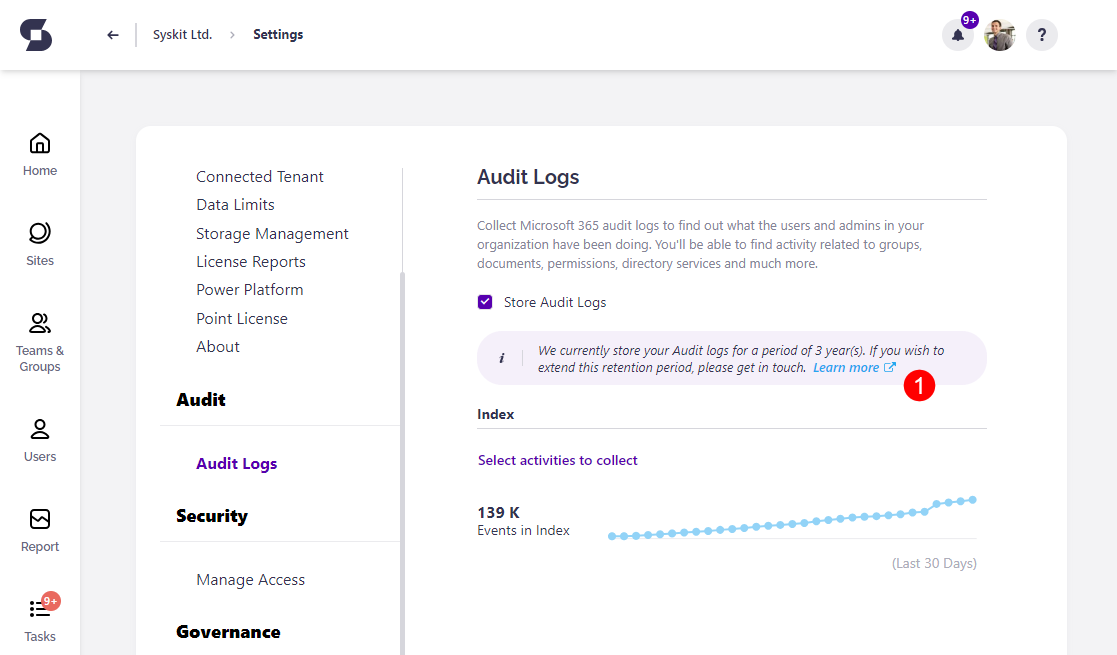 Syskit Ltd.
Settings
9+
?
Home
Sites
Teams &
Groups
Users
Report
9+
Tasks
Connected Tenant
Data Limits
Storage Management
License Reports
Power Platform
Point License
About
Audit
Audit Logs
Security
Manage Access
Governance
Audit Logs
Collect Microsoft 365 audit logs to find out what the users and admins in your
organization have been doing. You'll be able to find activity related to groups,
documents, permissions, directory services and much more.
Store Audit Logs
i
We currently store your Audit logs for a period of 3 year(s). If you wish to
extend this retention period, please get in touch. Learn more
1
Index
Select activities to collect
139 K
Events in Index
(Last 30 Days)